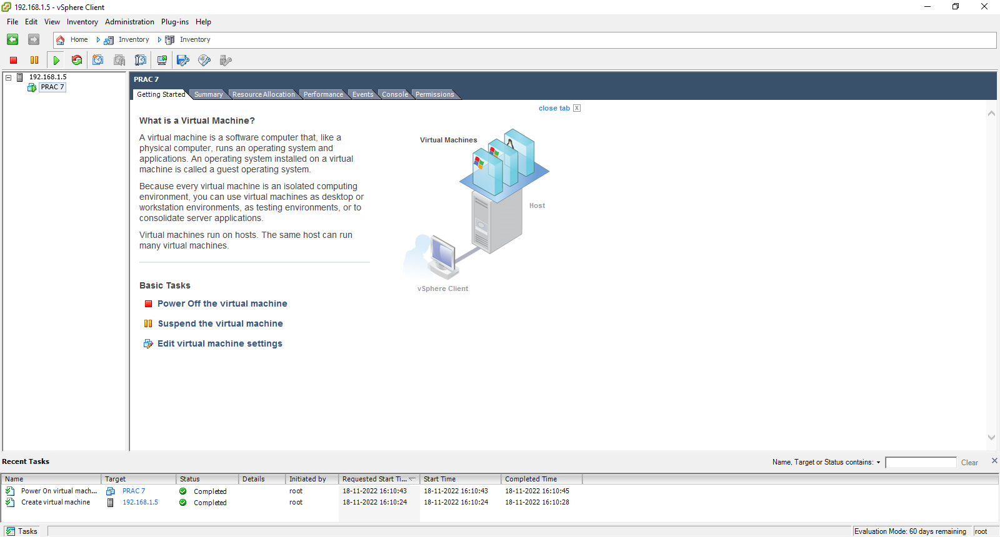 192.168.1.5 - vSphere Client
File Edit View Inventory Administration Plug-ins Help
Home Inventory Inventory
192.168.1.5
PRAC 7
PRAC 7
Getting Started Summary Resource Allocation Performance Events Console Permissions
close tab X
What is a Virtual Machine?
A virtual machine is a software computer that, like a
physical computer, runs an operating system and
applications. An operating system installed on a virtual
machine is called a guest operating system.
Because every virtual machine is an isolated computing
environment, you can use virtual machines as desktop or
workstation environments, as testing environments, or to
consolidate server applications.
Virtual machines run on hosts. The same host can run
many virtual machines.
Virtual Machines
Host
vSphere Client
Basic Tasks
Power Off the virtual machine
Suspend the virtual machine
Edit virtual machine settings
Recent Tasks
Name, Target or Status contains: Clear
Name Target Status Details Initiated by Requested Start Ti... Start Time Completed Time
Power On virtual mach... PRAC 7 Completed root 18-11-2022 16:10:43 18-11-2022 16:10:43 18-11-2022 16:10:45
Create virtual machine 192.168.1.5 Completed root 18-11-2022 16:10:24 18-11-2022 16:10:24 18-11-2022 16:10:28
Tasks Evaluation Mode: 60 days remaining root